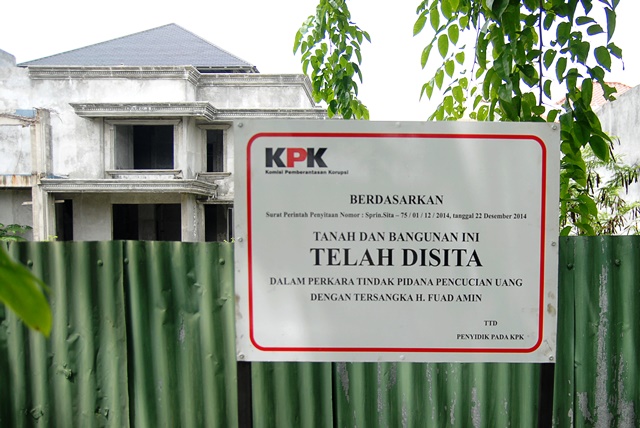 KPK
Komisi Pemberantasan Korupsi
BERDASARKAN
Surat Perintah Penyitaan Nomor : Sprin.Sita – 75 / 01 / 12 / 2014, tanggal 22 Desember 2014
TANAH DAN BANGUNAN INI
TELAH DISITA
DALAM PERKARA TINDAK PIDANA PENCUCIAN UANG
DENGAN TERSANGKA H. FUAD AMIN
TTD
PENYIDIK PADA KPK